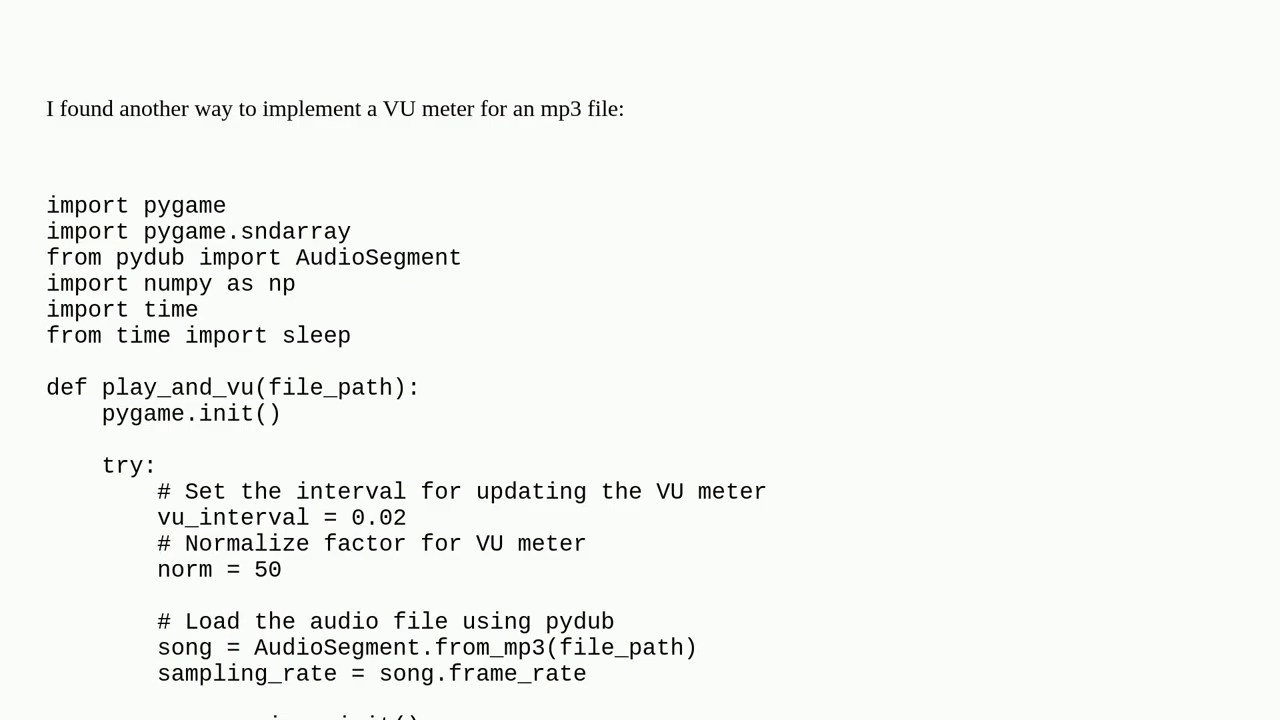 I found another way to implement a VU meter for an mp3 file:
import pygame
import pygame.sndarray
from pydub import AudioSegment
import numpy as np
import time
from time import sleep
def play_and_vu(file_path):
    pygame.init()
    try:
        # Set the interval for updating the VU meter
        vu_interval = 0.02
        # Normalize factor for VU meter
        norm = 50
        # Load the audio file using pydub
        song = AudioSegment.from_mp3(file_path)
        sampling_rate = song.frame_rate